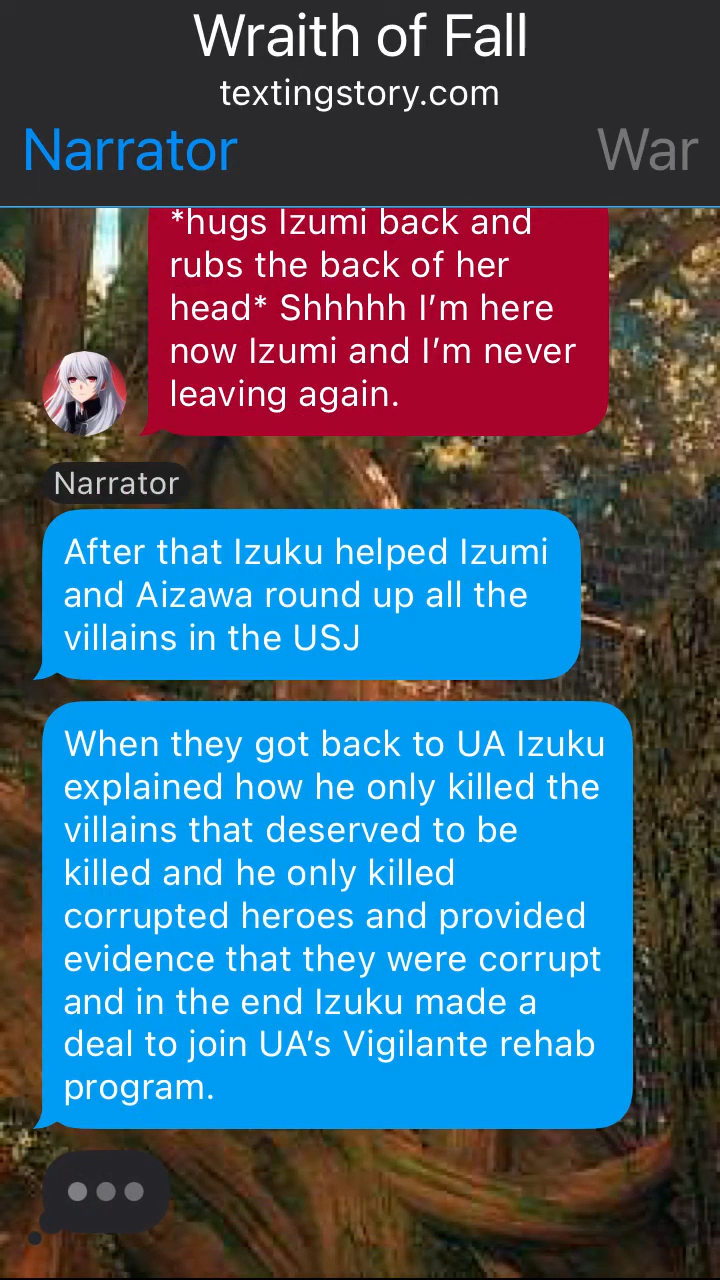 Wraith of Fall
textingstory.com
Narrator
War
*hugs Izumi back and
rubs the back of her
head* Shhhhh I’m here
now Izumi and I’m never
leaving again.
Narrator
After that Izuku helped Izumi
and Aizawa round up all the
villains in the USJ
When they got back to UA Izuku
explained how he only killed the
villains that deserved to be
killed and he only killed
corrupted heroes and provided
evidence that they were corrupt
and in the end Izuku made a
deal to join UA’s Vigilante rehab
program.